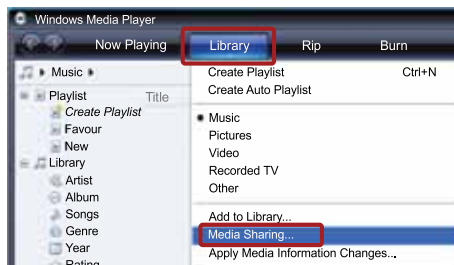 Windows Media Player
Now Playing Library Rip Burn
Music
Playlist Title
Create Playlist
Favour
New
Library
Artist
Album
Songs
Genre
Year
Rating
Create Playlist Ctrl+N
Create Auto Playlist
Music
Pictures
Video
Recorded TV
Other
Add to Library...
Media Sharing...
Apply Media Information Changes...